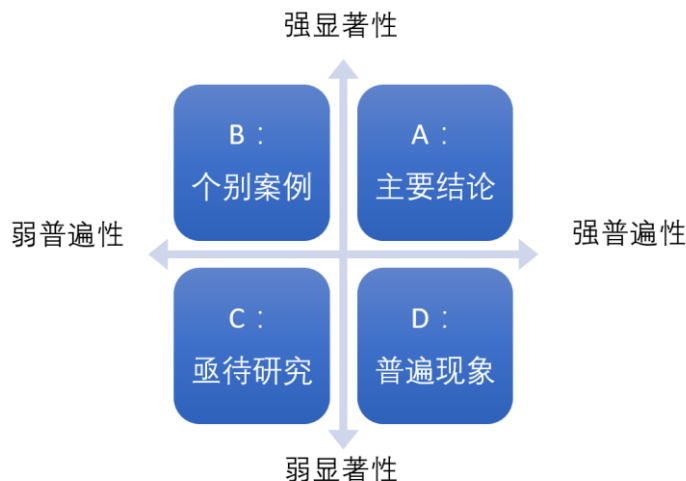 强显著性
B：
个别案例
A：
主要结论
弱普遍性
强普遍性
C：
亟待研究
D：
普遍现象
弱显著性